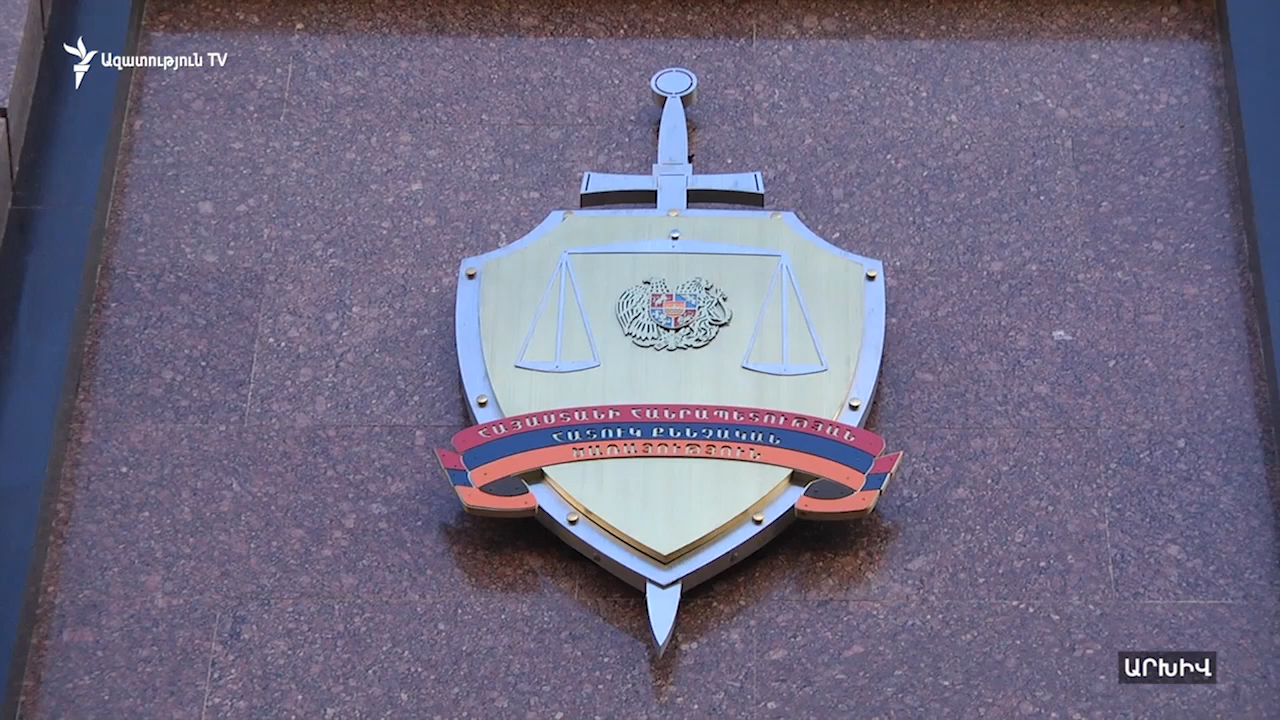 Ազատություն TV
ՀԱՅԱՍՏԱՆԻ ՀԱՆՐԱՊԵՏՈՒԹՅԱՆ
ՀԱՏՈՒԿ ՔՆՆՉԱԿԱՆ
ԾԱՌԱՅՈՒԹՅՈՒՆ
ԱՐԽԻՎ